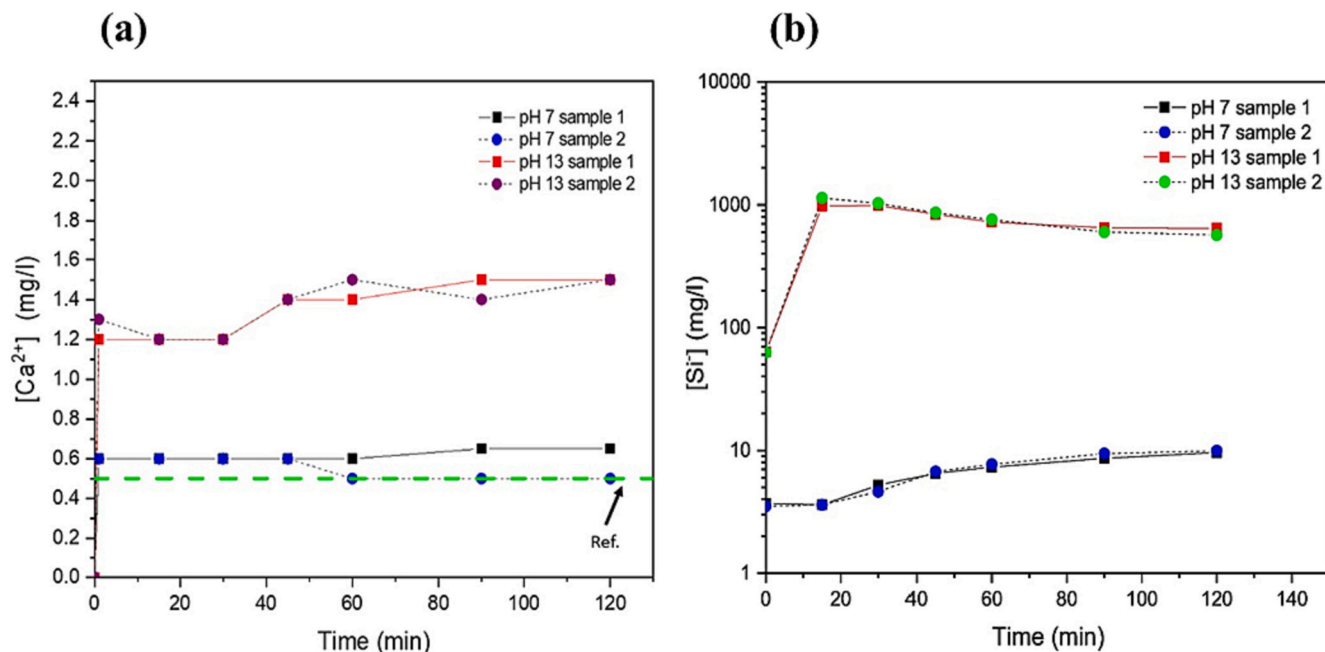 (a)
[Ca²⁺] (mg/l)
2.4
2.2
2.0
1.8
1.6
1.4
1.2
1.0
0.8
0.6
0.4
0.2
0.0
0
20
40
60
80
100
120
Time (min)
pH 7 sample 1
pH 7 sample 2
pH 13 sample 1
pH 13 sample 2
Ref.
(b)
[Si⁻] (mg/l)
10000
1000
100
10
1
0
20
40
60
80
100
120
140
Time (min)
pH 7 sample 1
pH 7 sample 2
pH 13 sample 1
pH 13 sample 2